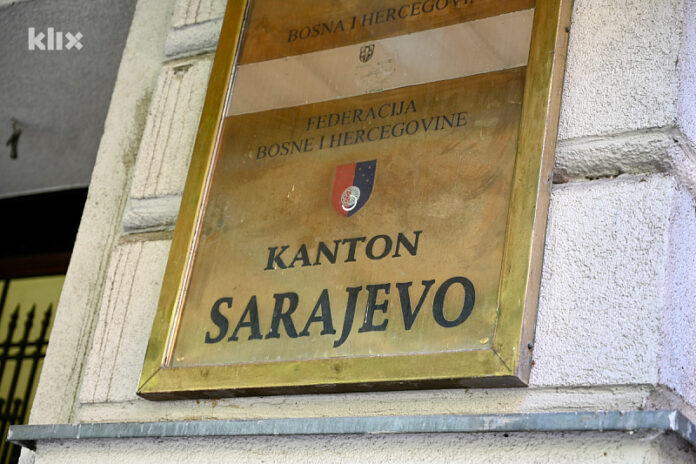 klix
BOSNA I HERCEGOVINA
FEDERACIJA
BOSNE I HERCEGOVINE
KANTON
SARAJEVO